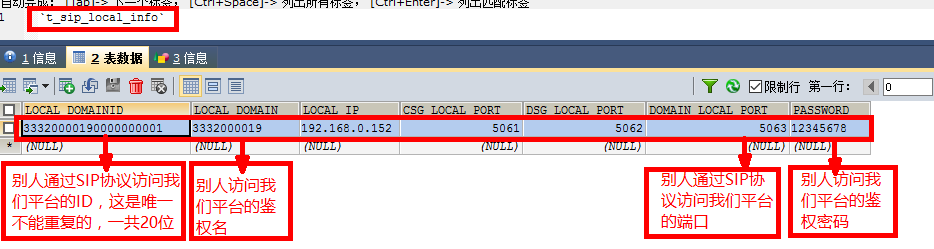 自动完成: [Tab]-> 下一个标签, [Ctrl+Space]-> 列出所有标签, [Ctrl+Enter]-> 列出匹配标签
1 `t_sip_local_info`
1 信息 2 表数据 3 信息
限制行 第一行: 0
LOCAL DOMAINID LOCAL DOMAIN LOCAL IP CSG LOCAL PORT DSG LOCAL PORT DOMAIN LOCAL PORT PASSWORD
33320000190000000001 3332000019 192.168.0.152 5061 5062 5063 12345678
* (NULL) (NULL) (NULL) (NULL) (NULL) (NULL) (NULL)
别人通过SIP协议访问我
们平台的ID，这是唯一
不能重复的，一共20位
别人访问我
们平台的鉴
权名
别人通过SIP协
议访问我们平台
的端口
别人访问我
们平台的鉴
权密码